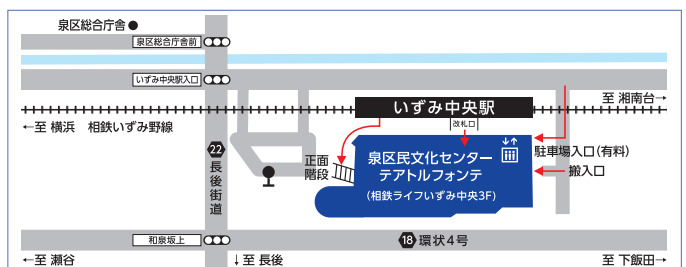 泉区総合庁舎●
泉区総合庁舎前
いずみ中央駅入口
いずみ中央駅
至 湘南台→
←至 横浜 相鉄いずみ野線
改札口
22
長後街道
正面
階段
泉区民文化センター
テアトルフォンテ
(相鉄ライフいずみ中央3F)
駐車場入口(有料)
搬入口
和泉坂上
18 環状4号
←至 瀬谷
↓至 長後
至 下飯田→